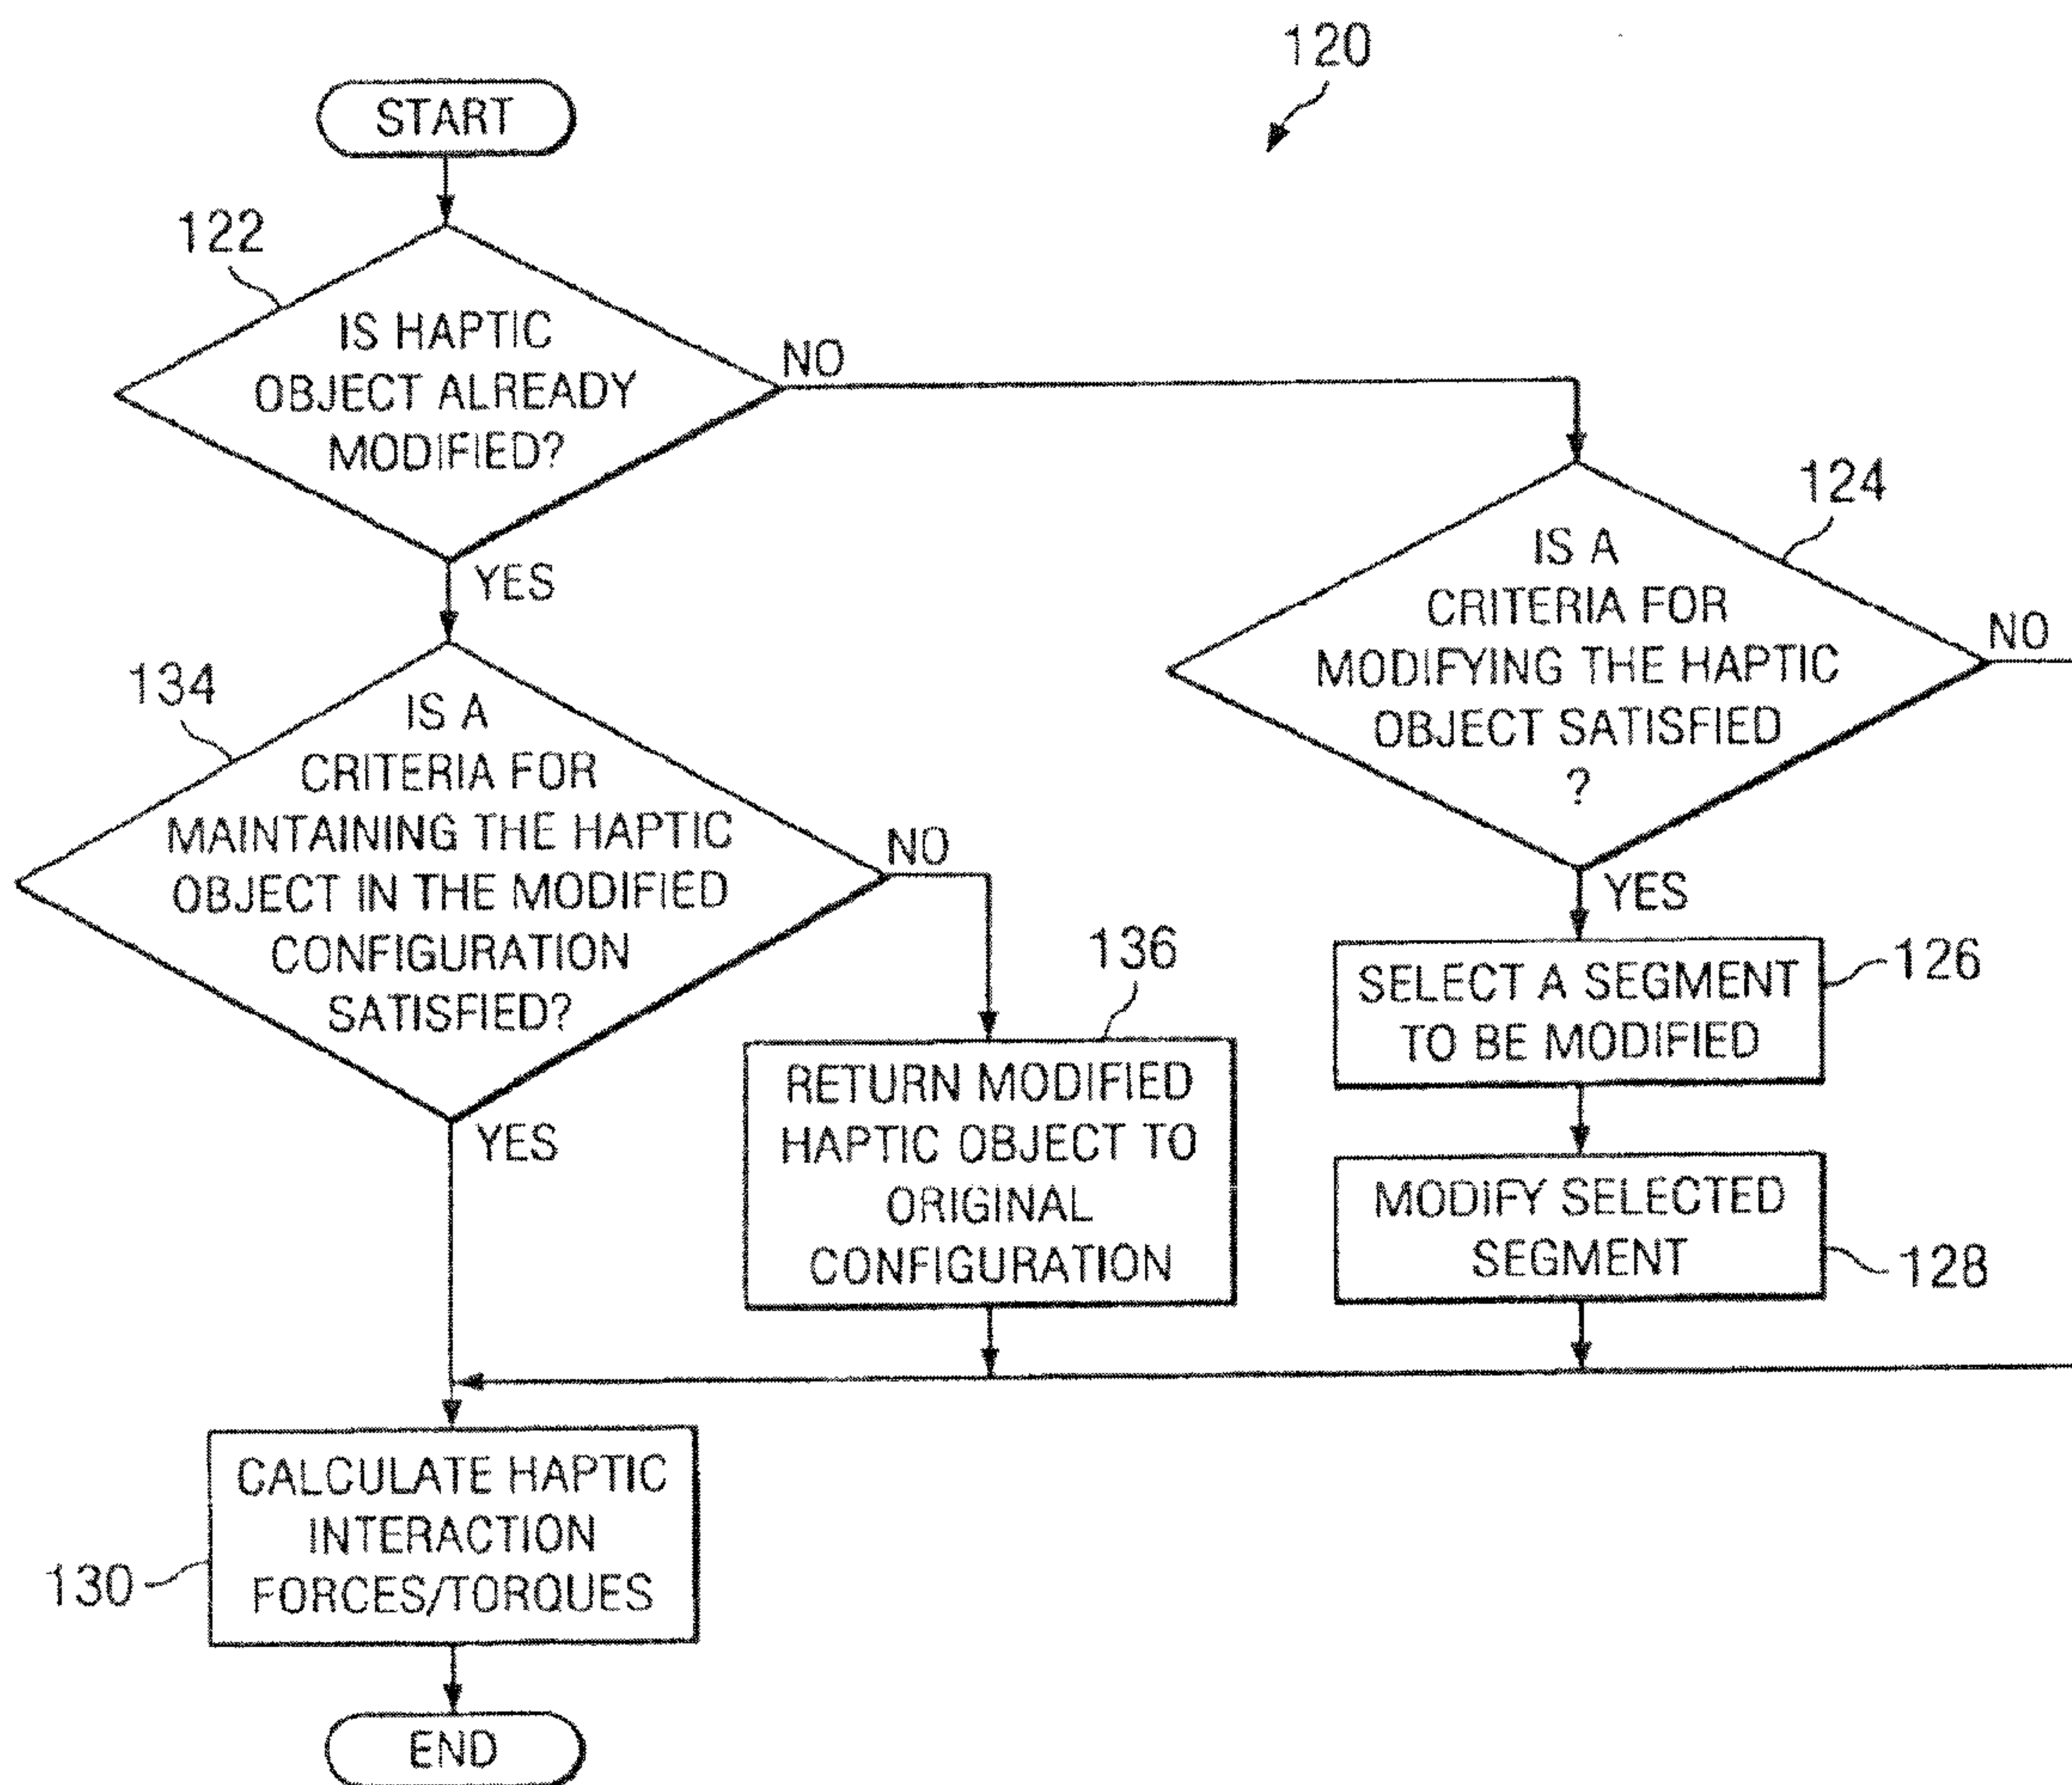 120
START
122
IS HAPTIC
OBJECT ALREADY
MODIFIED?
NO
YES
124
IS A
CRITERIA FOR
MODIFYING THE HAPTIC
OBJECT SATISFIED
?
NO
YES
134
IS A
CRITERIA FOR
MAINTAINING THE HAPTIC
OBJECT IN THE MODIFIED
CONFIGURATION
SATISFIED?
NO
YES
136
RETURN MODIFIED
HAPTIC OBJECT TO
ORIGINAL
CONFIGURATION
126
SELECT A SEGMENT
TO BE MODIFIED
MODIFY SELECTED
SEGMENT
128
CALCULATE HAPTIC
INTERACTION
FORCES/TORQUES
130
END